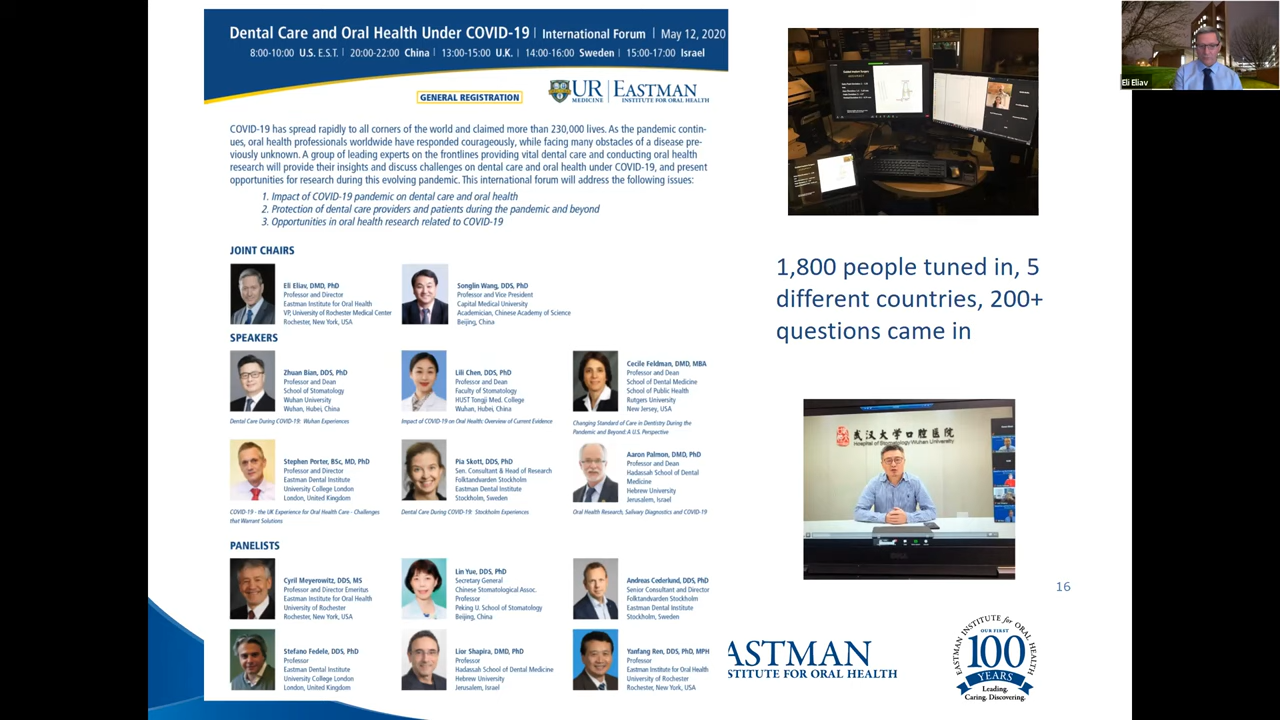 Dental Care and Oral Health Under COVID-19 | International Forum | May 12, 2020
8:00-10:00 U.S. E.S.T. | 20:00-22:00 China | 13:00-15:00 U.K. | 14:00-16:00 Sweden | 15:00-17:00 Israel
GENERAL REGISTRATION
UR MEDICINE | EASTMAN INSTITUTE FOR ORAL HEALTH
COVID-19 has spread rapidly to all corners of the world and claimed more than 230,000 lives. As the pandemic contin-
ues, oral health professionals worldwide have responded courageously, while facing many obstacles of a disease pre-
viously unknown. A group of leading experts on the frontlines providing vital dental care and conducting oral health
research will provide their insights and discuss challenges on dental care and oral health under COVID-19, and present
opportunities for research during this evolving pandemic. This international forum will address the following issues:
1. Impact of COVID-19 pandemic on dental care and oral health
2. Protection of dental care providers and patients during the pandemic and beyond
3. Opportunities in oral health research related to COVID-19
JOINT CHAIRS
Eli Eliav, DMD, PhD
Professor and Director
Eastman Institute for Oral Health
VP, University of Rochester Medical Center
Rochester, New York, USA
Songlin Wang, DDS, PhD
Professor and Vice President
Capital Medical University
Academician, Chinese Academy of Science
Beijing, China
SPEAKERS
Zhuan Bian, DDS, PhD
Professor and Dean
School of Stomatology
Wuhan University
Wuhan, Hubei, China
Dental Care During COVID-19: Wuhan Experiences
Lili Chen, DDS, PhD
Professor and Dean
Faculty of Stomatology
HUST Tongji Med. College
Wuhan, Hubei, China
Impact of COVID-19 on Oral Health: Overview of Current Evidence
Cecile Feldman, DMD, MBA
Professor and Dean
School of Dental Medicine
School of Public Health
Rutgers University
New Jersey, USA
Changing Standard of Care in Dentistry During the
Pandemic and Beyond: A U.S. Perspective
Stephen Porter, BSc, MD, PhD
Professor and Director
Eastman Dental Institute
University College London
London, United Kingdom
COVID-19 - the UK Experience for Oral Health Care - Challenges
that Warrant Solutions
Pia Skott, DDS, PhD
Sen. Consultant & Head of Research
Folktandvarden Stockholm
Eastman Dental Institute
Stockholm, Sweden
Dental Care During COVID-19: Stockholm Experiences
Aaron Palmon, DMD, PhD
Professor and Dean
Hadassah School of Dental
Medicine
Hebrew University
Jerusalem, Israel
Oral Health Research, Salivary Diagnostics and COVID-19
PANELISTS
Cyril Meyerowitz, DDS, MS
Professor and Director Emeritus
Eastman Institute for Oral Health
University of Rochester
Rochester, New York, USA
Lin Yue, DDS, PhD
Secretary General
Chinese Stomatological Assoc.
Professor
Peking U. School of Stomatology
Beijing, China
Andreas Cederlund, DDS, PhD
Senior Consultant and Director
Folktandvarden Stockholm
Eastman Dental Institute
Stockholm, Sweden
Stefano Fedele, DDS, PhD
Professor
Eastman Dental Institute
University College London
London, United Kingdom
Lior Shapira, DMD, PhD
Professor
Hadassah School of Dental Medicine
Hebrew University
Jerusalem, Israel
Yanfang Ren, DDS, PhD, MPH
Professor
Eastman Institute for Oral Health
University of Rochester
Rochester, New York, USA
1,800 people tuned in, 5
different countries, 200+
questions came in
武汉大学口腔医院
Hospital of Stomatology Wuhan University
16
ASTMAN
STITUTE FOR ORAL HEALTH
EASTMAN INSTITUTE for ORAL HEALTH
OUR FIRST
100
YEARS
Leading.
Caring. Discovering.
Eli Eliav